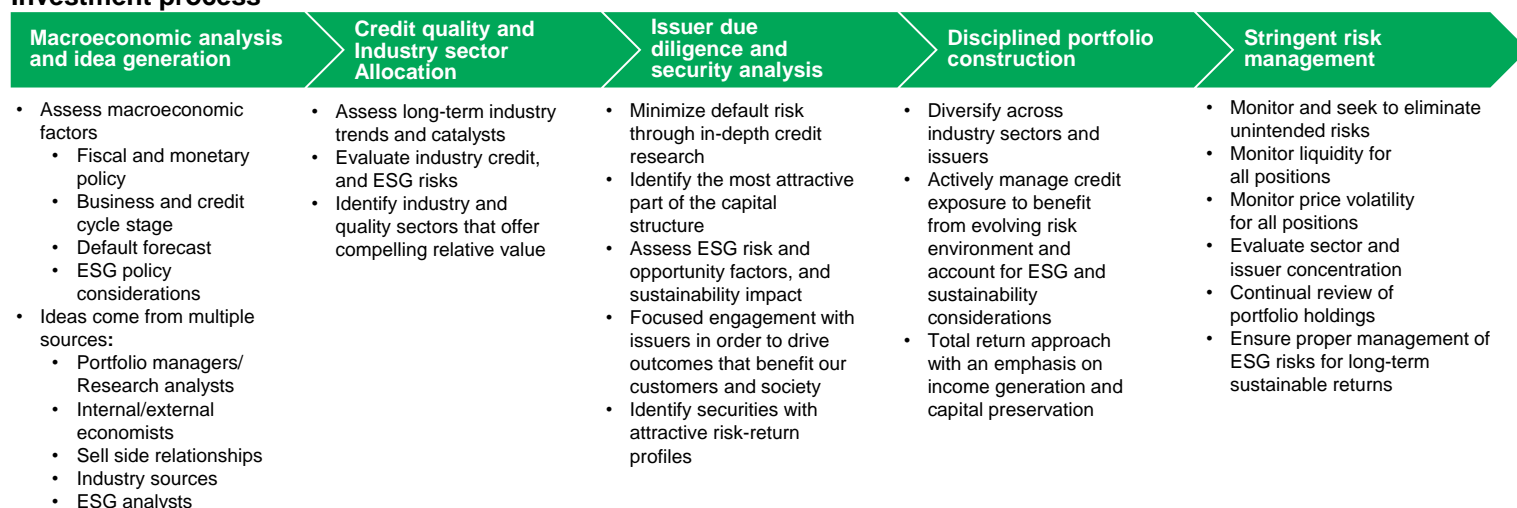 Investment process
Macroeconomic analysis
and idea generation
Credit quality and
Industry sector
Allocation
Issuer due
diligence and
security analysis
Disciplined portfolio
construction
Stringent risk
management
• Assess macroeconomic
factors
• Fiscal and monetary
policy
• Business and credit
cycle stage
• Default forecast
• ESG policy
considerations
• Ideas come from multiple
sources:
• Portfolio managers/
Research analysts
• Internal/external
economists
• Sell side relationships
• Industry sources
• ESG analysts
• Assess long-term industry
trends and catalysts
• Evaluate industry credit,
and ESG risks
• Identify industry and
quality sectors that offer
compelling relative value
• Minimize default risk
through in-depth credit
research
• Identify the most attractive
part of the capital
structure
• Assess ESG risk and
opportunity factors, and
sustainability impact
• Focused engagement with
issuers in order to drive
outcomes that benefit our
customers and society
• Identify securities with
attractive risk-return
profiles
• Diversify across
industry sectors and
issuers
• Actively manage credit
exposure to benefit
from evolving risk
environment and
account for ESG and
sustainability
considerations
• Total return approach
with an emphasis on
income generation and
capital preservation
• Monitor and seek to eliminate
unintended risks
• Monitor liquidity for
all positions
• Monitor price volatility
for all positions
• Evaluate sector and
issuer concentration
• Continual review of
portfolio holdings
• Ensure proper management of
ESG risks for long-term
sustainable returns